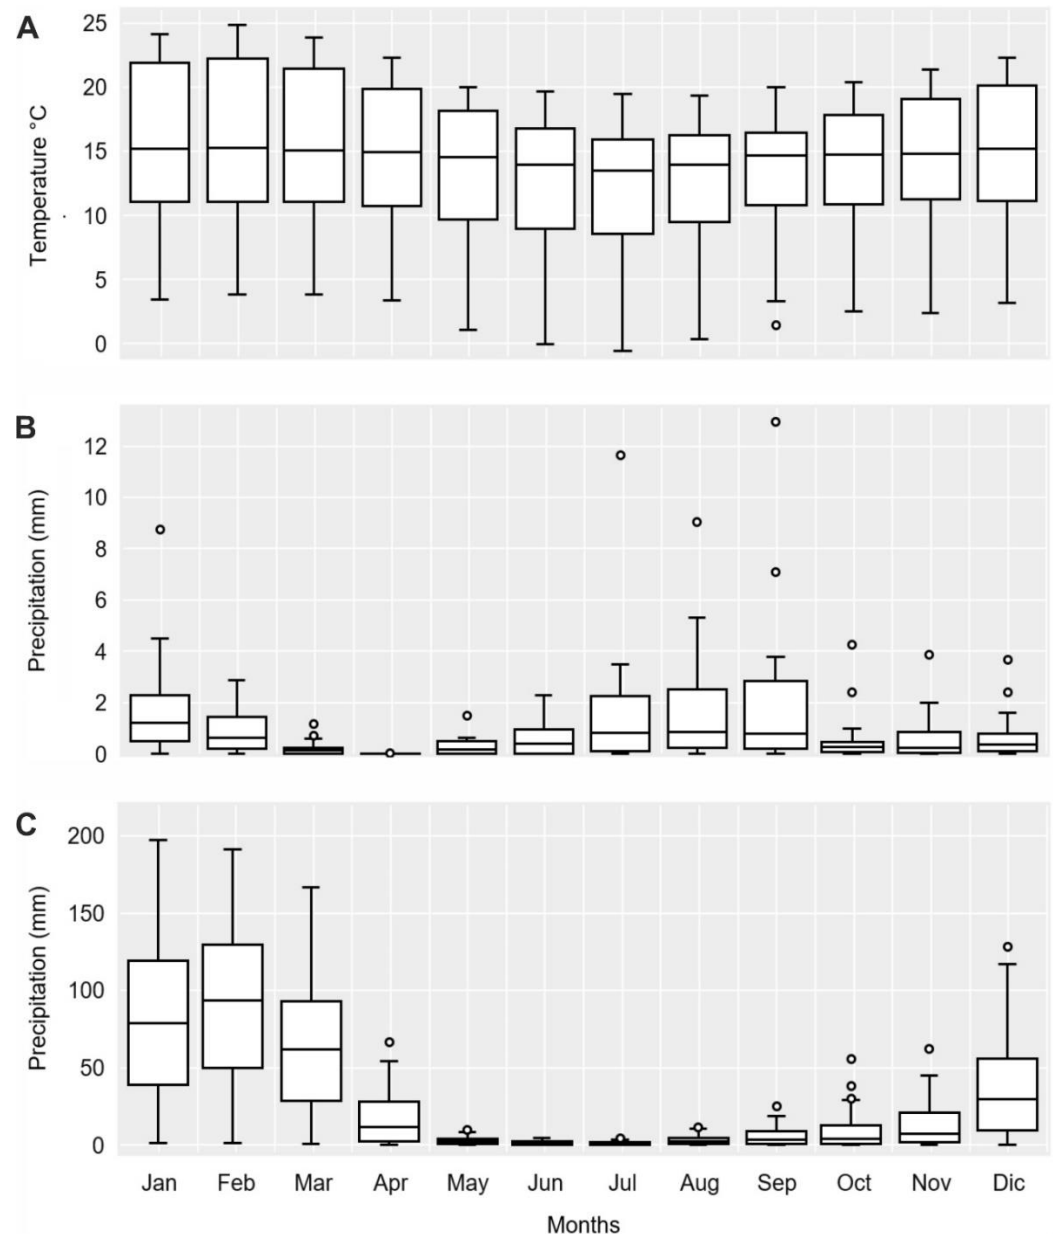 A
25
20
15
10
5
0
Temperature °C
B
12
10
8
6
4
2
0
Precipitation (mm)
C
200
150
100
50
0
Precipitation (mm)
Jan Feb Mar Apr May Jun Jul Aug Sep Oct Nov Dic
Months